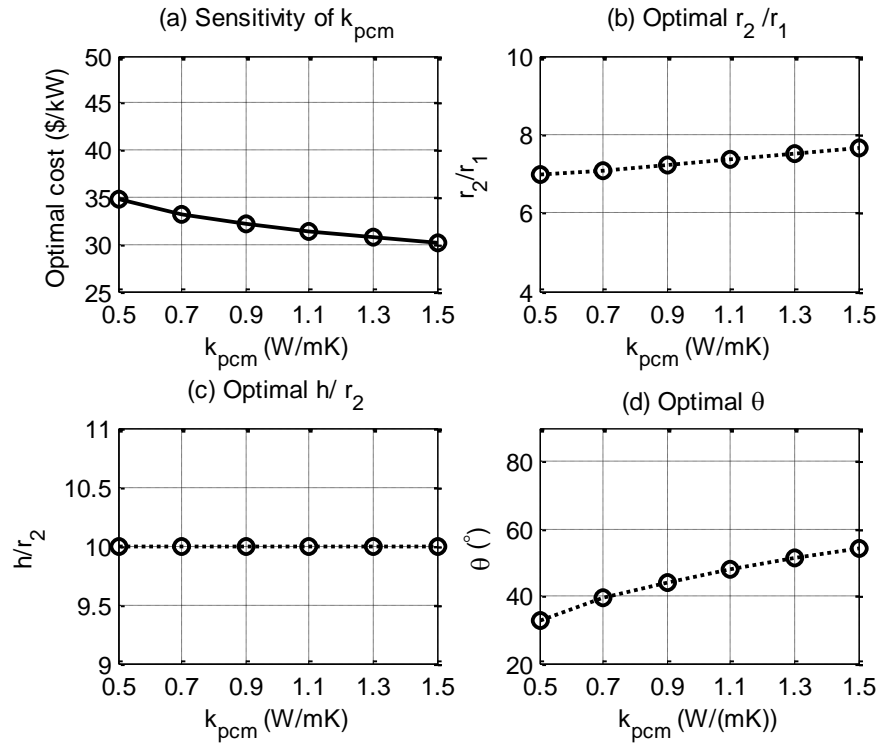 (a) Sensitivity of k_pcm
50
45
40
35
30
25
Optimal cost ($/kW)
0.5 0.7 0.9 1.1 1.3 1.5
k_pcm (W/mK)
(b) Optimal r_2 /r_1
10
8
6
4
r_2/r_1
0.5 0.7 0.9 1.1 1.3 1.5
k_pcm (W/mK)
(c) Optimal h/ r_2
11
10.5
10
9.5
9
h/r_2
0.5 0.7 0.9 1.1 1.3 1.5
k_pcm (W/mK)
(d) Optimal θ
80
60
40
20
θ (°)
0.5 0.7 0.9 1.1 1.3 1.5
k_pcm (W/(mK))